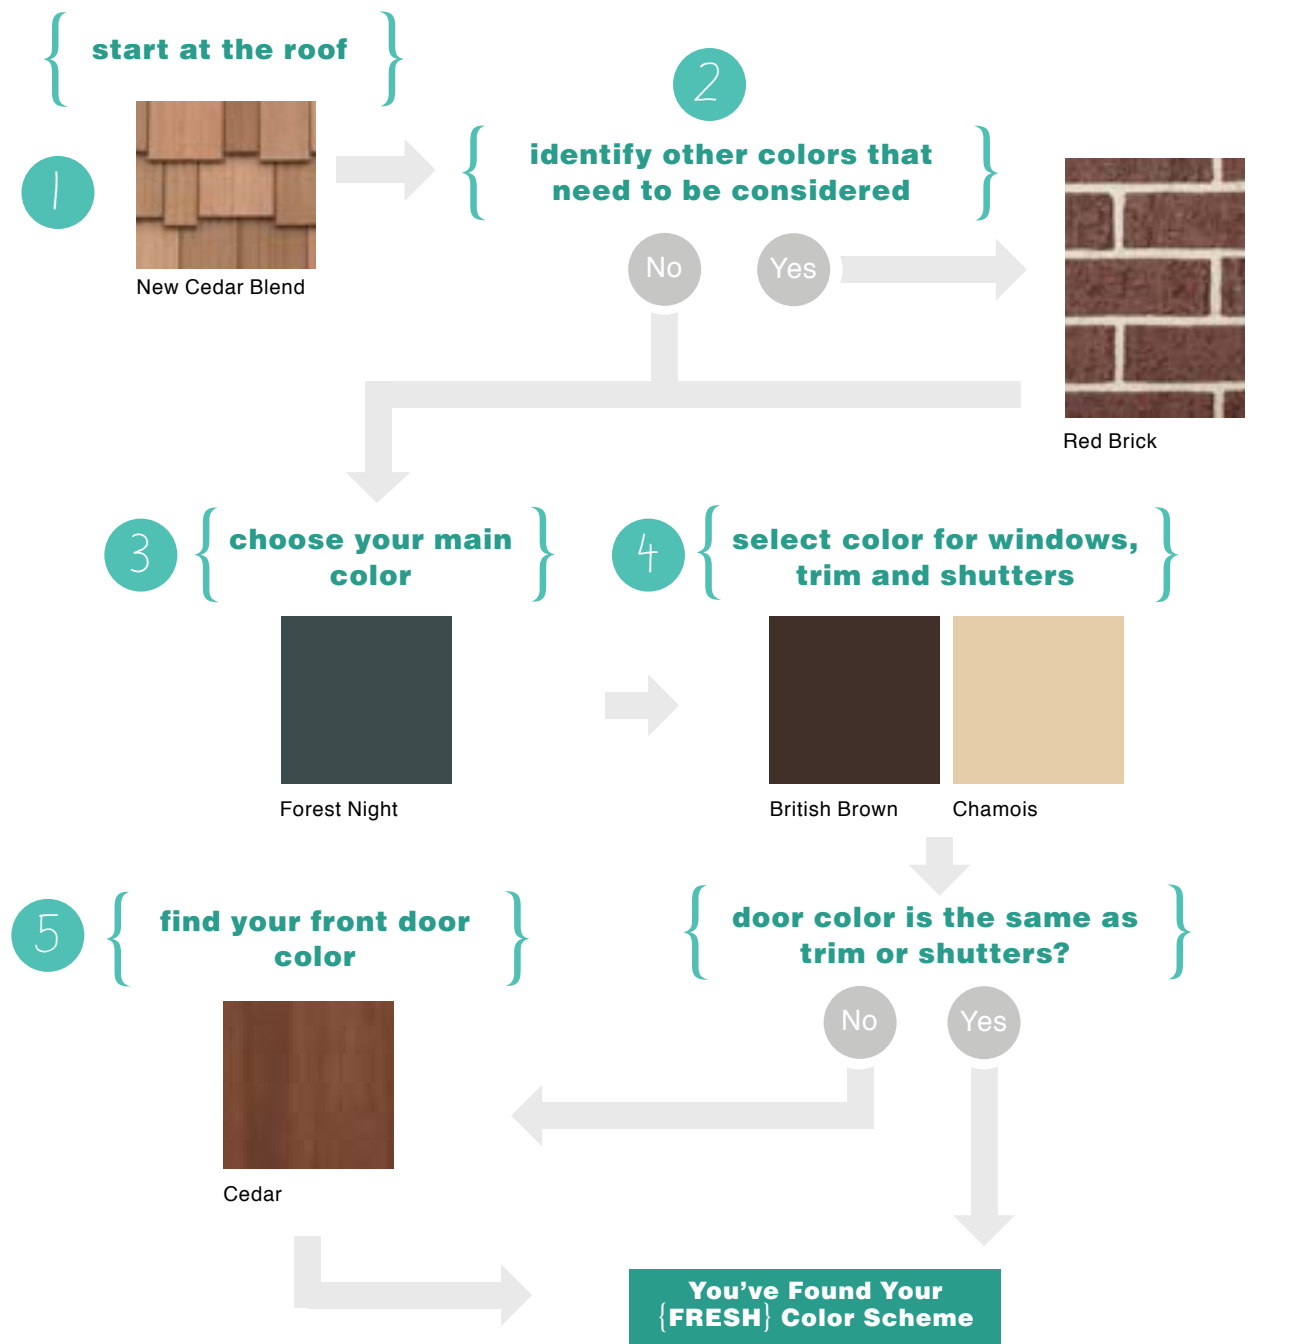 start at the roof
1
New Cedar Blend
2
identify other colors that
need to be considered
No
Yes
Red Brick
3
choose your main
color
Forest Night
4
select color for windows,
trim and shutters
British Brown
Chamois
door color is the same as
trim or shutters?
No
Yes
5
find your front door
color
Cedar
You've Found Your
{FRESH} Color Scheme